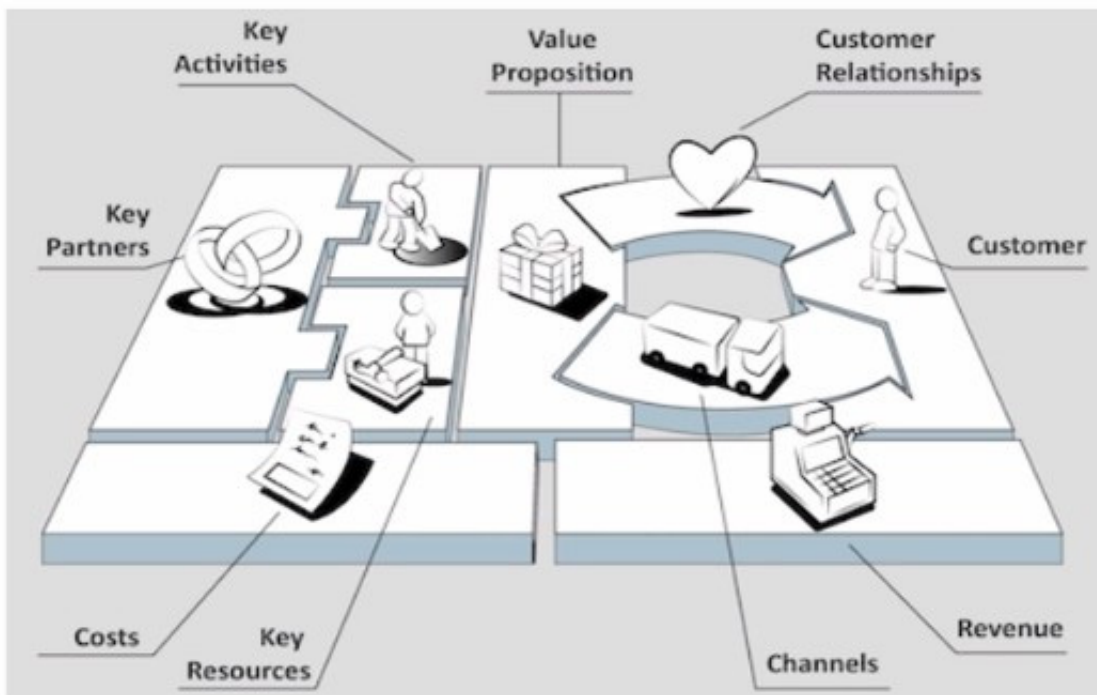 Key
Activities
Value
Proposition
Customer
Relationships
Key
Partners
Customer
Costs
Key
Resources
Channels
Revenue